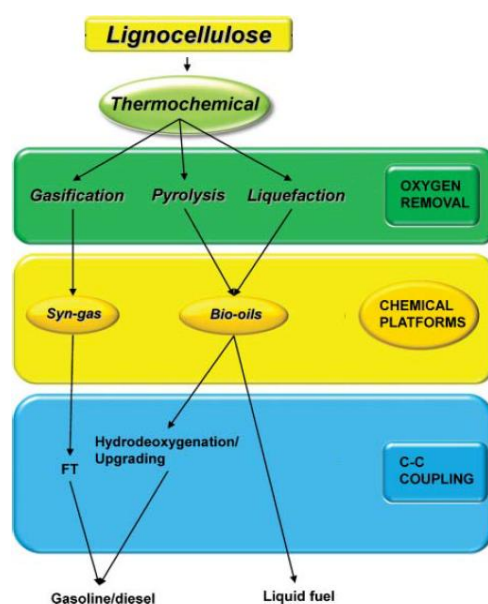 Lignocellulose
Thermochemical
Gasification Pyrolysis Liquefaction
OXYGEN
REMOVAL
Syn-gas Bio-oils
CHEMICAL
PLATFORMS
Hydrodeoxygenation/
Upgrading
FT
C-C
COUPLING
Gasoline/diesel Liquid fuel